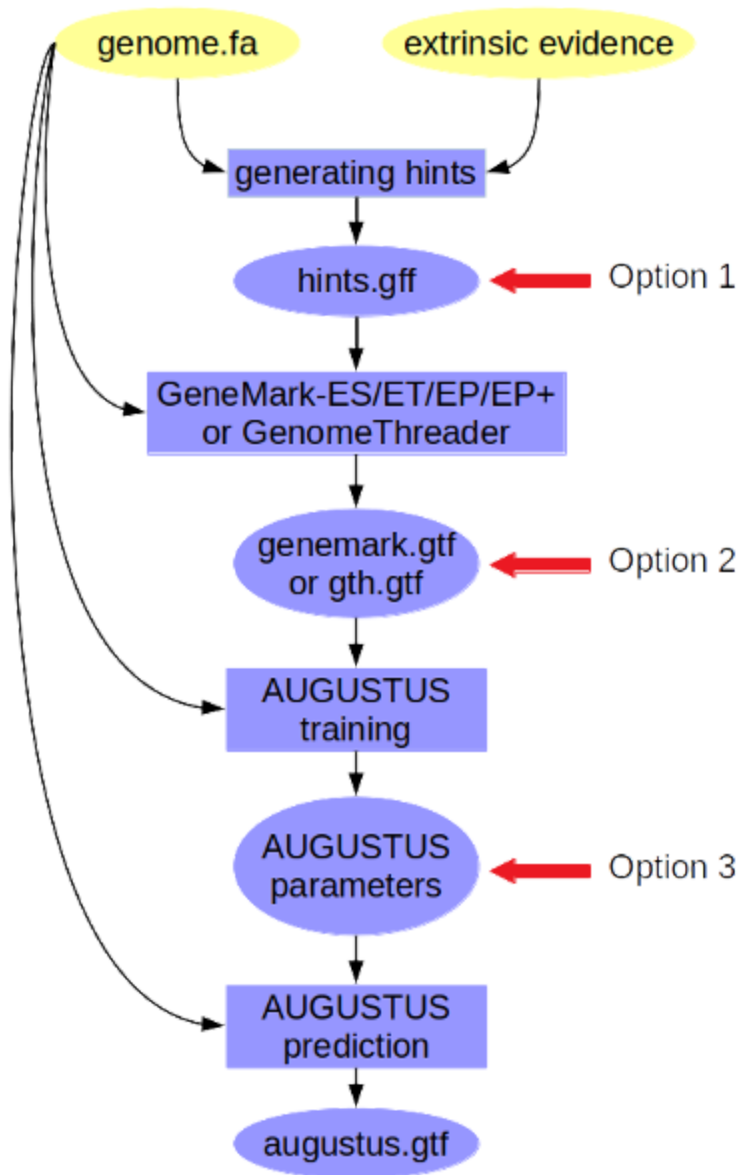 genome.fa
extrinsic evidence
generating hints
hints.gff
Option 1
GeneMark-ES/ET/EP/EP+
or GenomeThreader
genemark.gtf
or gth.gtf
Option 2
AUGUSTUS
training
AUGUSTUS
parameters
Option 3
AUGUSTUS
prediction
augustus.gtf